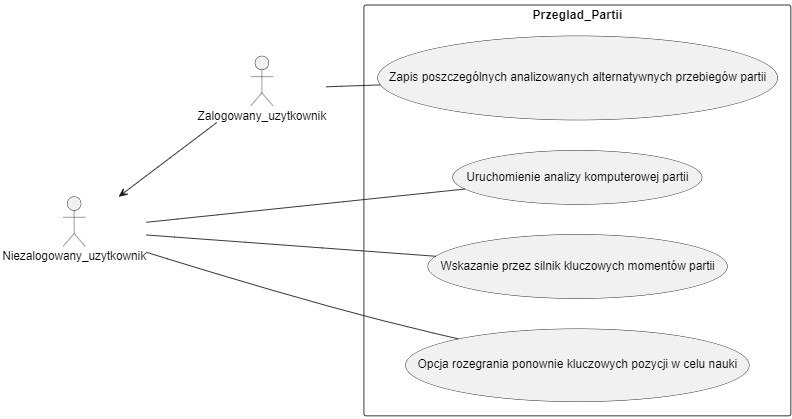 Przeglad_Partii
Zapis poszczególnych analizowanych alternatywnych przebiegów partii
Zalogowany_uzytkownik
Uruchomienie analizy komputerowej partii
Niezalogowany_uzytkownik
Wskazanie przez silnik kluczowych momentów partii
Opcja rozegrania ponownie kluczowych pozycji w celu nauki